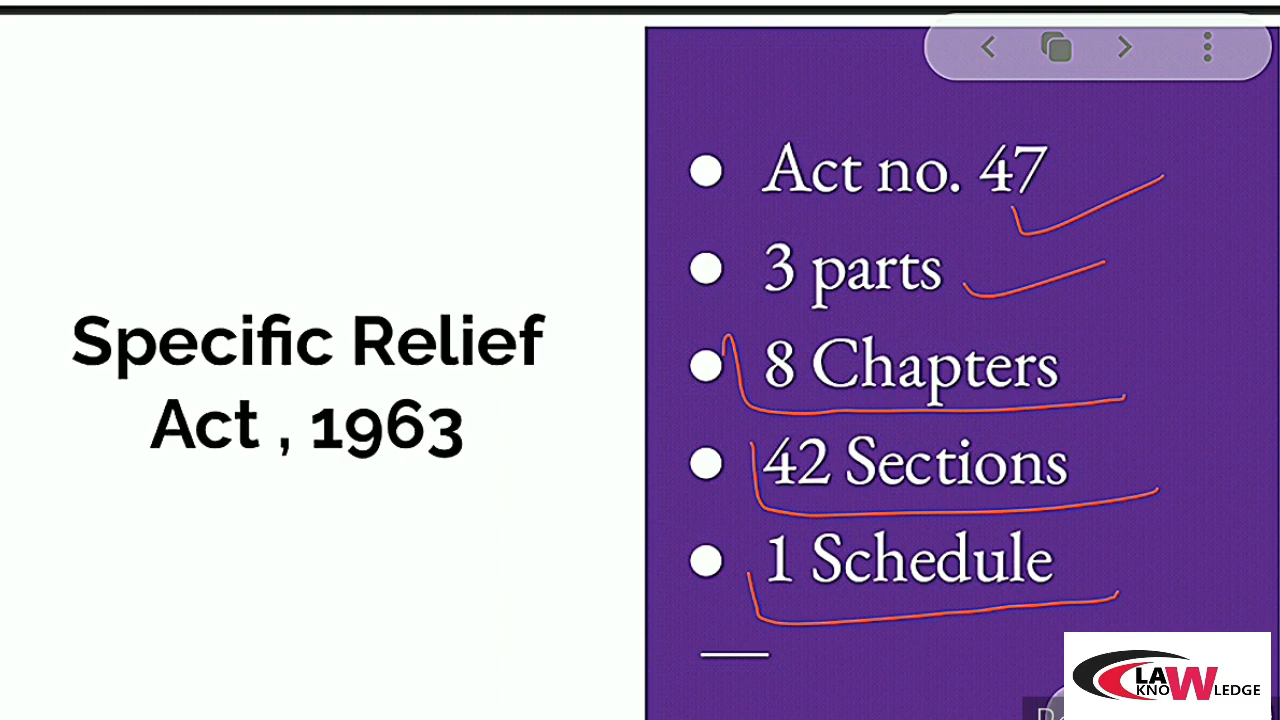 Specific Relief
Act , 1963
Act no. 47
3 parts
8 Chapters
42 Sections
1 Schedule
LAW
KNOWLEDGE